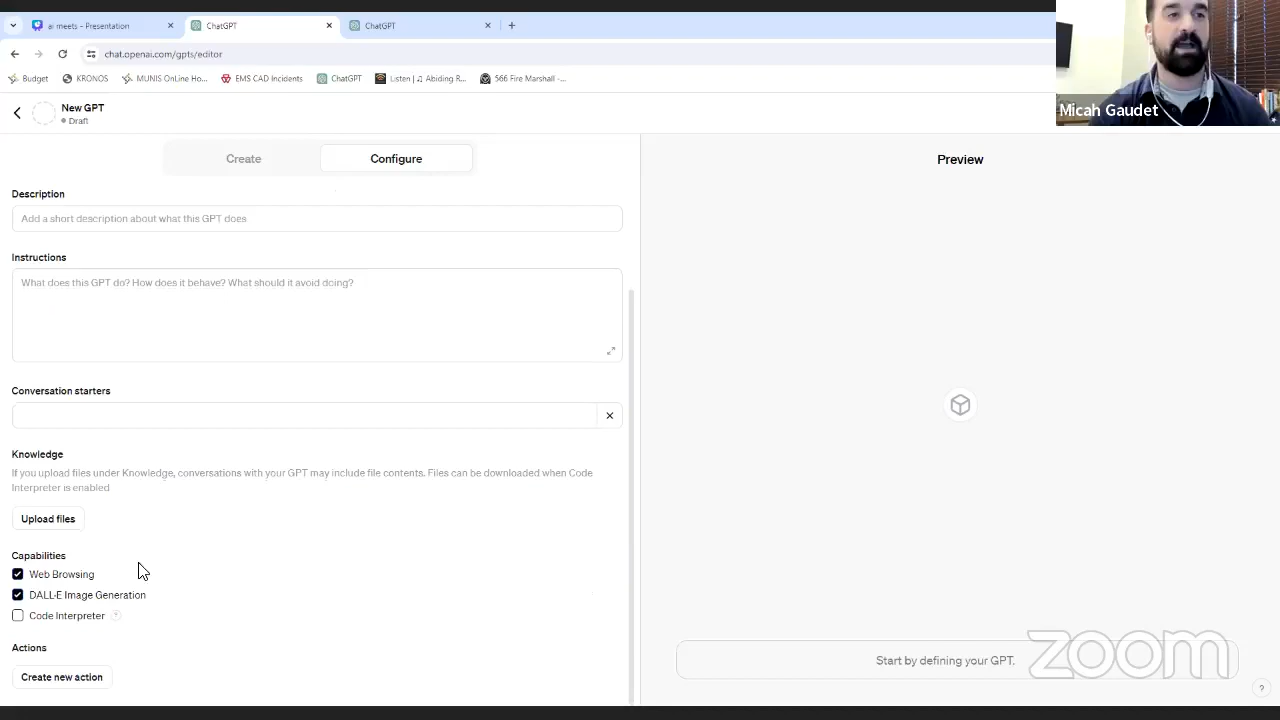 ai meets - Presentation
ChatGPT
ChatGPT
chat.openai.com/gpts/editor
Budget
KRONOS
MUNIS OnLine Ho...
EMS CAD Incidents
ChatGPT
Listen | ♫ Abiding R...
566 Fire Marshall -...
Micah Gaudet
New GPT
Draft
Create
Configure
Preview
Description
Add a short description about what this GPT does
Instructions
What does this GPT do? How does it behave? What should it avoid doing?
Conversation starters
Knowledge
If you upload files under Knowledge, conversations with your GPT may include file contents. Files can be downloaded when Code
Interpreter is enabled
Upload files
Capabilities
Web Browsing
DALL·E Image Generation
Code Interpreter ?
Actions
Create new action
Start by defining your GPT.
zoom
?